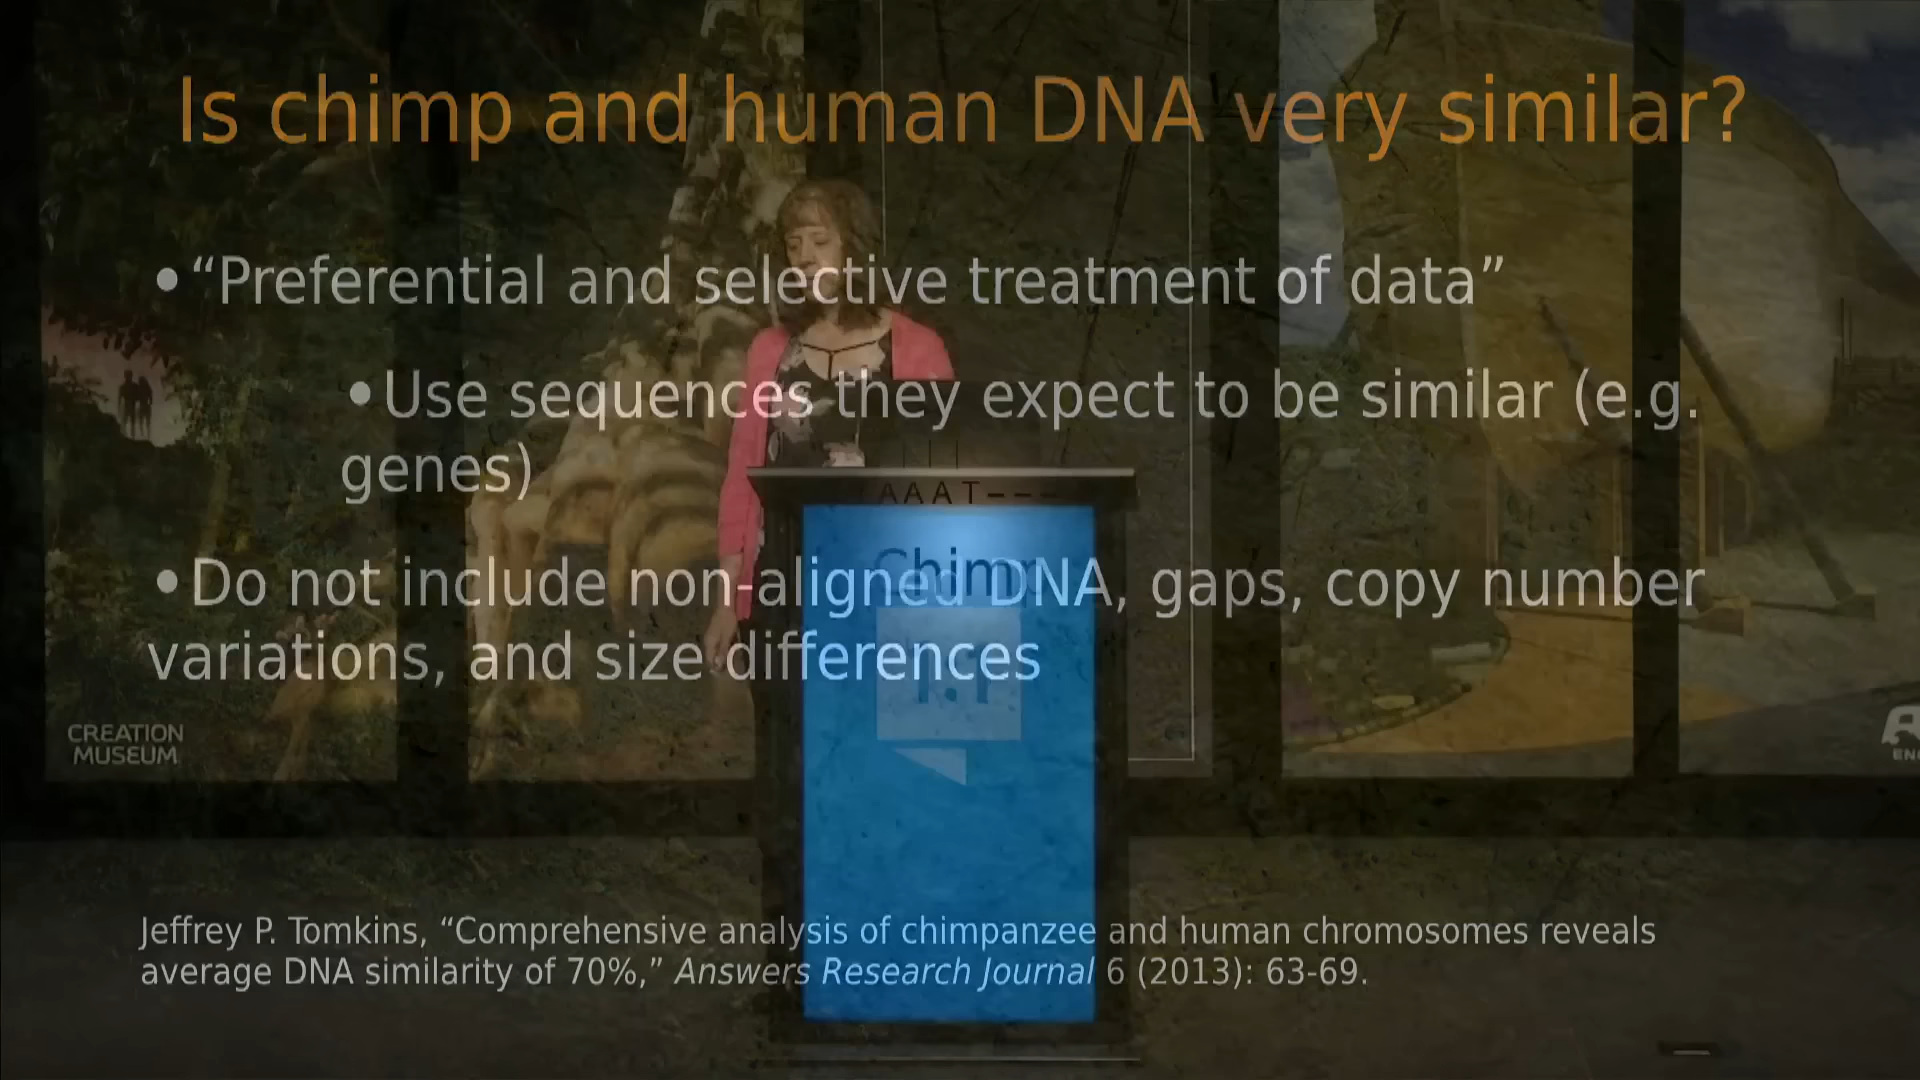 Is chimp and human DNA very similar?
•“Preferential and selective treatment of data”
•Use sequences they expect to be similar (e.g.
genes)
AAAT---
Chimp
•Do not include non-aligned DNA, gaps, copy number
variations, and size differences
CREATION
MUSEUM
Jeffrey P. Tomkins, “Comprehensive analysis of chimpanzee and human chromosomes reveals
average DNA similarity of 70%,” Answers Research Journal 6 (2013): 63-69.